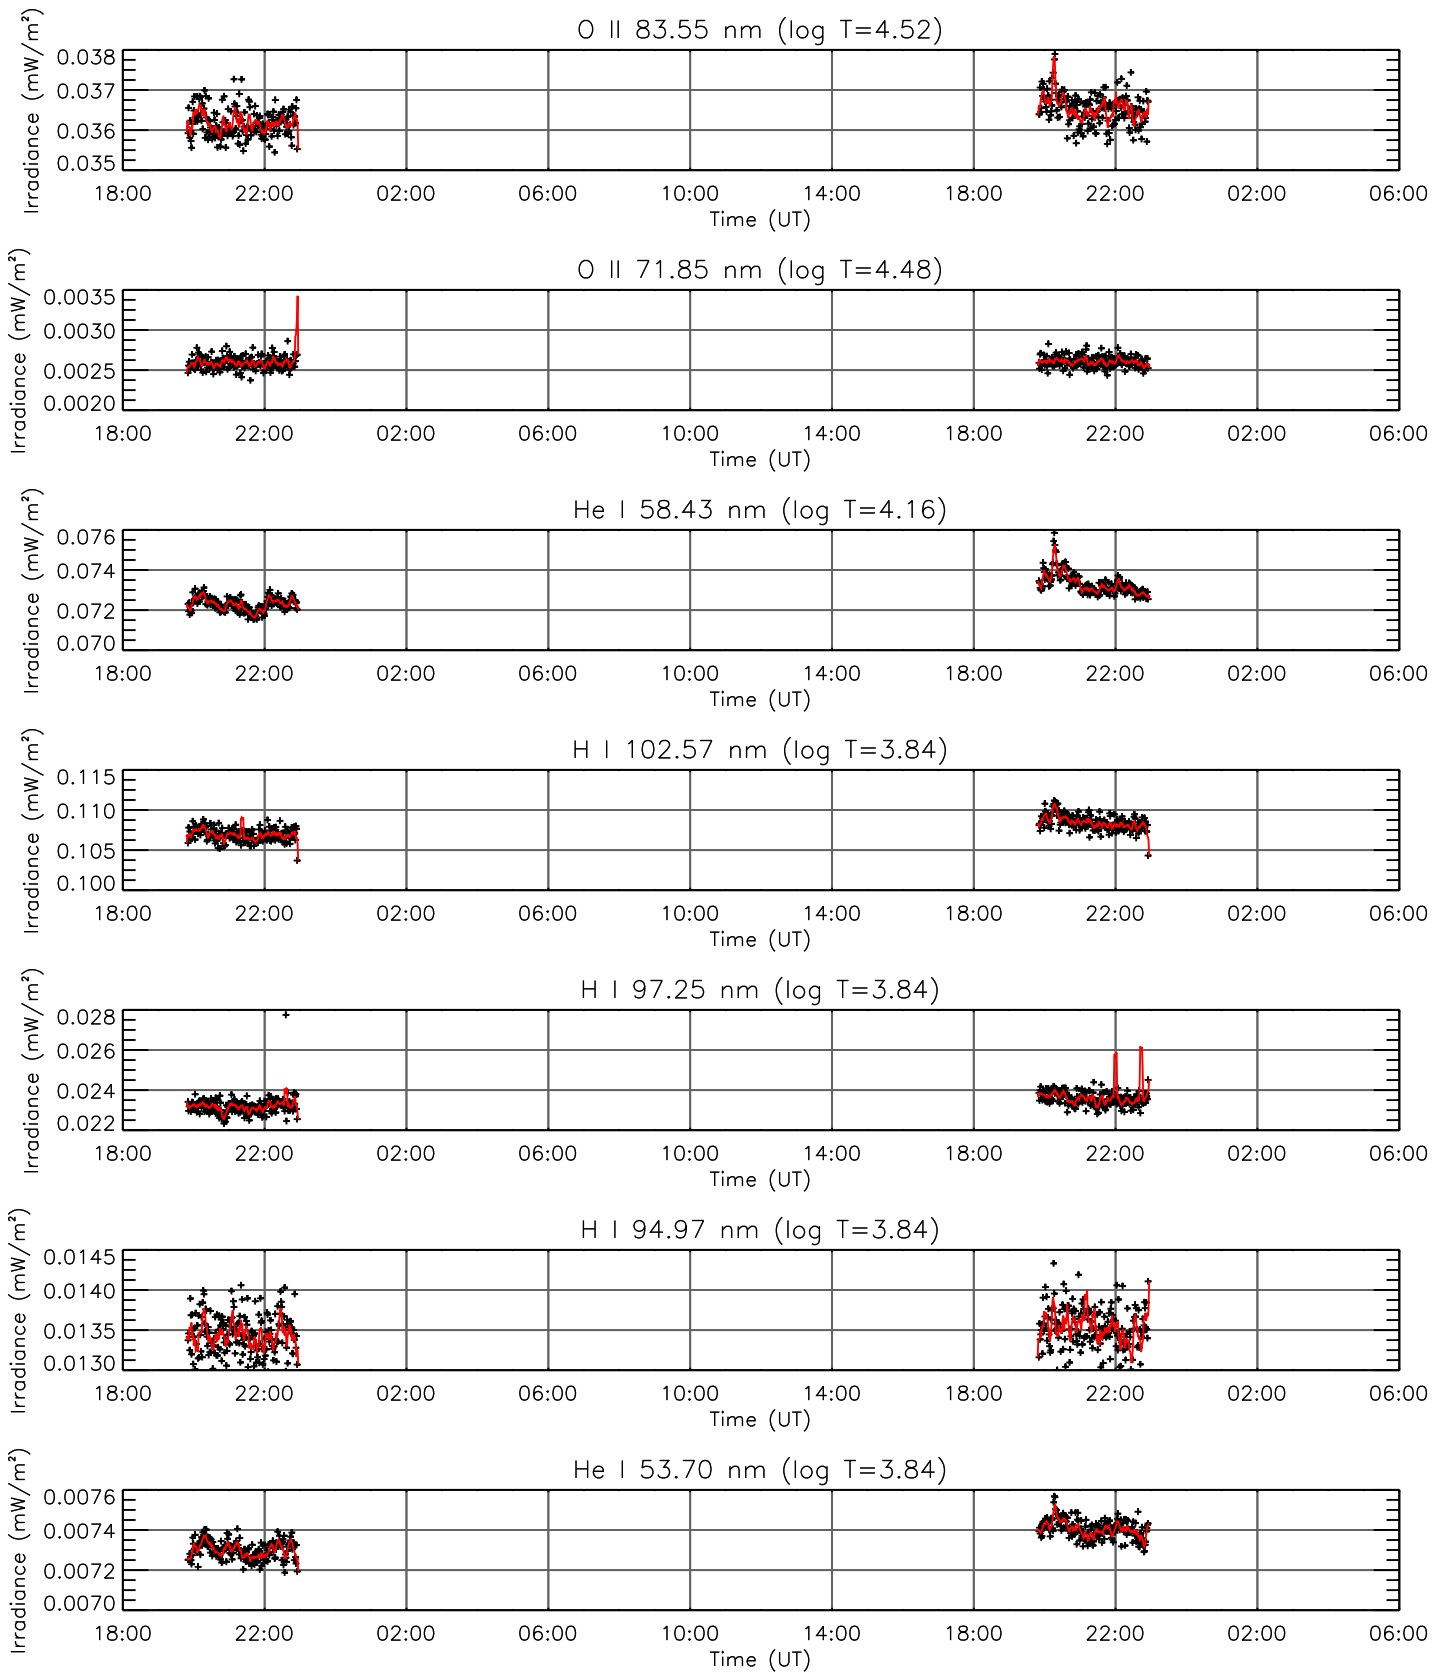 O II 83.55 nm (log T=4.52)
Irradiance (mW/m²)
0.038
0.037
0.036
0.035
18:00 22:00 02:00 06:00 10:00 14:00 18:00 22:00 02:00 06:00
Time (UT)
O II 71.85 nm (log T=4.48)
Irradiance (mW/m²)
0.0035
0.0030
0.0025
0.0020
18:00 22:00 02:00 06:00 10:00 14:00 18:00 22:00 02:00 06:00
Time (UT)
He I 58.43 nm (log T=4.16)
Irradiance (mW/m²)
0.076
0.074
0.072
0.070
18:00 22:00 02:00 06:00 10:00 14:00 18:00 22:00 02:00 06:00
Time (UT)
H I 102.57 nm (log T=3.84)
Irradiance (mW/m²)
0.115
0.110
0.105
0.100
18:00 22:00 02:00 06:00 10:00 14:00 18:00 22:00 02:00 06:00
Time (UT)
H I 97.25 nm (log T=3.84)
Irradiance (mW/m²)
0.028
0.026
0.024
0.022
18:00 22:00 02:00 06:00 10:00 14:00 18:00 22:00 02:00 06:00
Time (UT)
H I 94.97 nm (log T=3.84)
Irradiance (mW/m²)
0.0145
0.0140
0.0135
0.0130
18:00 22:00 02:00 06:00 10:00 14:00 18:00 22:00 02:00 06:00
Time (UT)
He I 53.70 nm (log T=3.84)
Irradiance (mW/m²)
0.0076
0.0074
0.0072
0.0070
18:00 22:00 02:00 06:00 10:00 14:00 18:00 22:00 02:00 06:00
Time (UT)